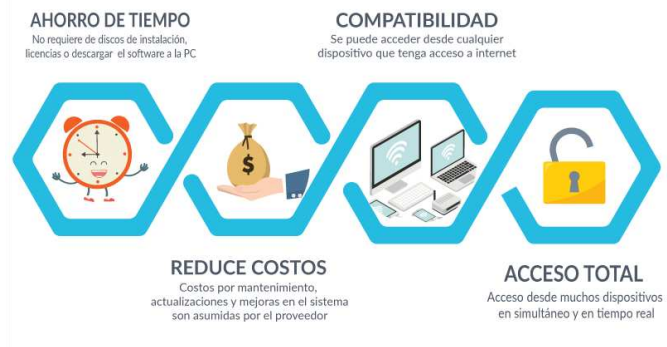 AHORRO DE TIEMPO
No requiere de discos de instalación,
licencias o descargar el software a la PC
COMPATIBILIDAD
Se puede acceder desde cualquier
dispositivo que tenga acceso a internet
$
REDUCE COSTOS
Costos por mantenimiento,
actualizaciones y mejoras en el sistema
son asumidas por el proveedor
ACCESO TOTAL
Acceso desde muchos dispositivos
en simultáneo y en tiempo real